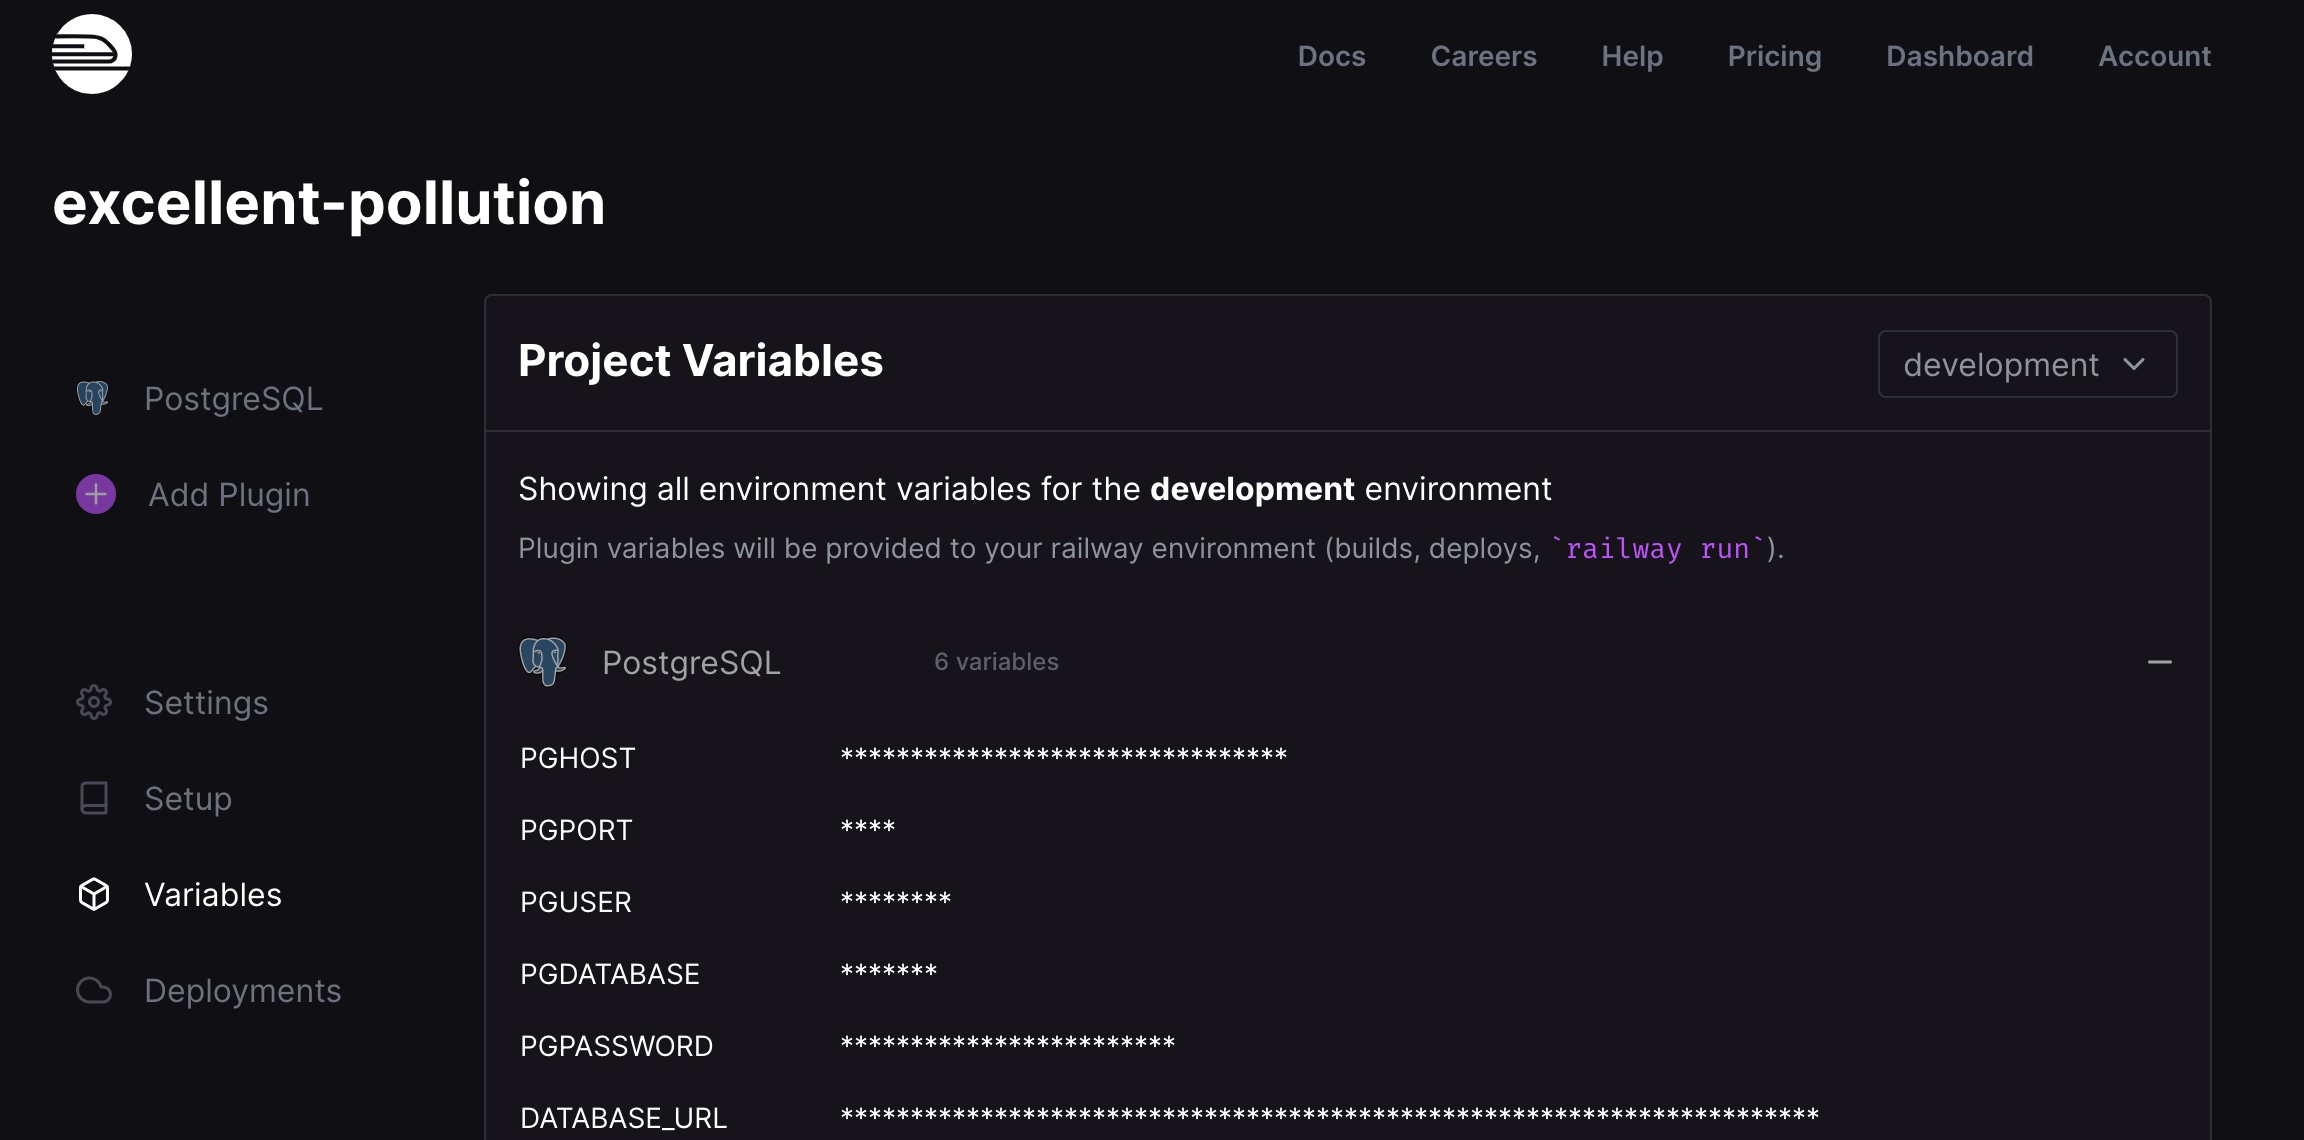 Docs Careers Help Pricing Dashboard Account
excellent-pollution
PostgreSQL
Add Plugin
Settings
Setup
Variables
Deployments
Project Variables
development
Showing all environment variables for the development environment
Plugin variables will be provided to your railway environment (builds, deploys, `railway run`).
PostgreSQL 6 variables
PGHOST ********************************
PGPORT ****
PGUSER ********
PGDATABASE *******
PGPASSWORD ************************
DATABASE_URL **********************************************************************